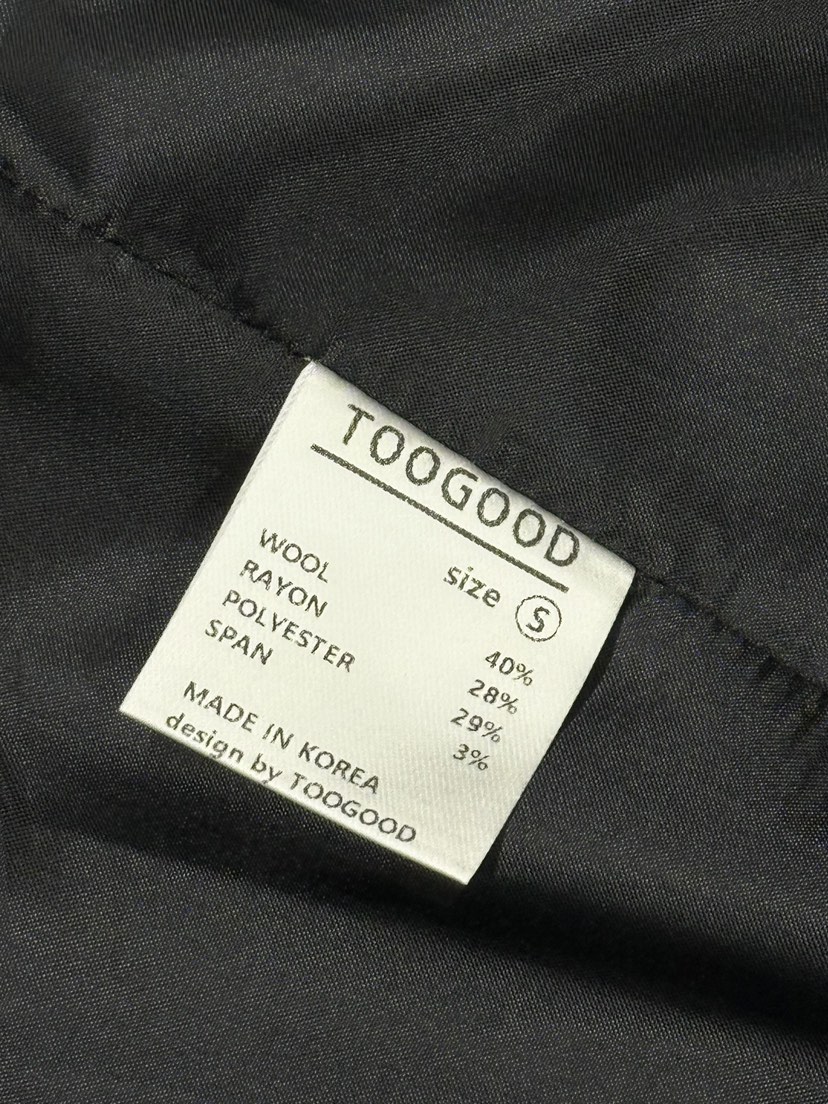 TOOGOOD
size Ⓢ
WOOL 40%
RAYON 28%
POLYESTER 29%
SPAN 3%
MADE IN KOREA
design by TOOGOOD